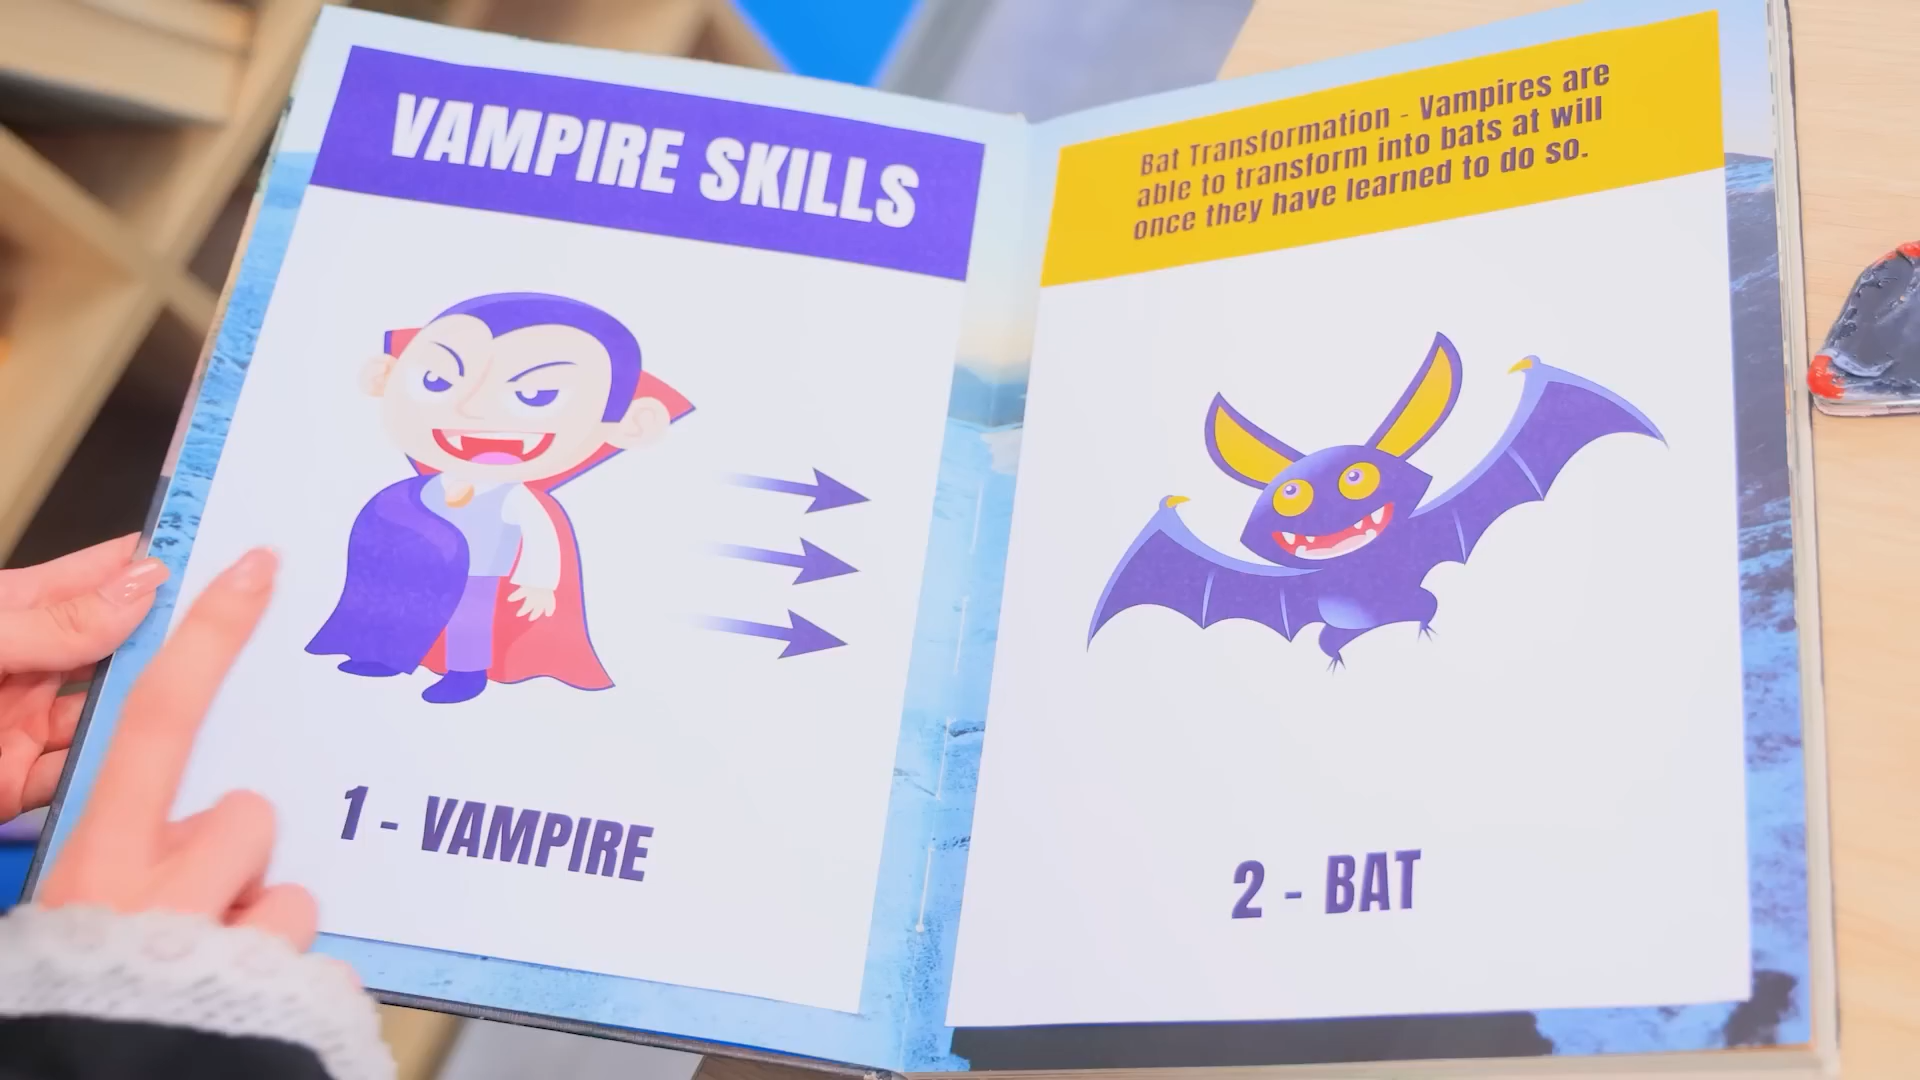 VAMPIRE SKILLS
1 - VAMPIRE
Bat Transformation - Vampires are
able to transform into bats at will
once they have learned to do so.
2 - BAT